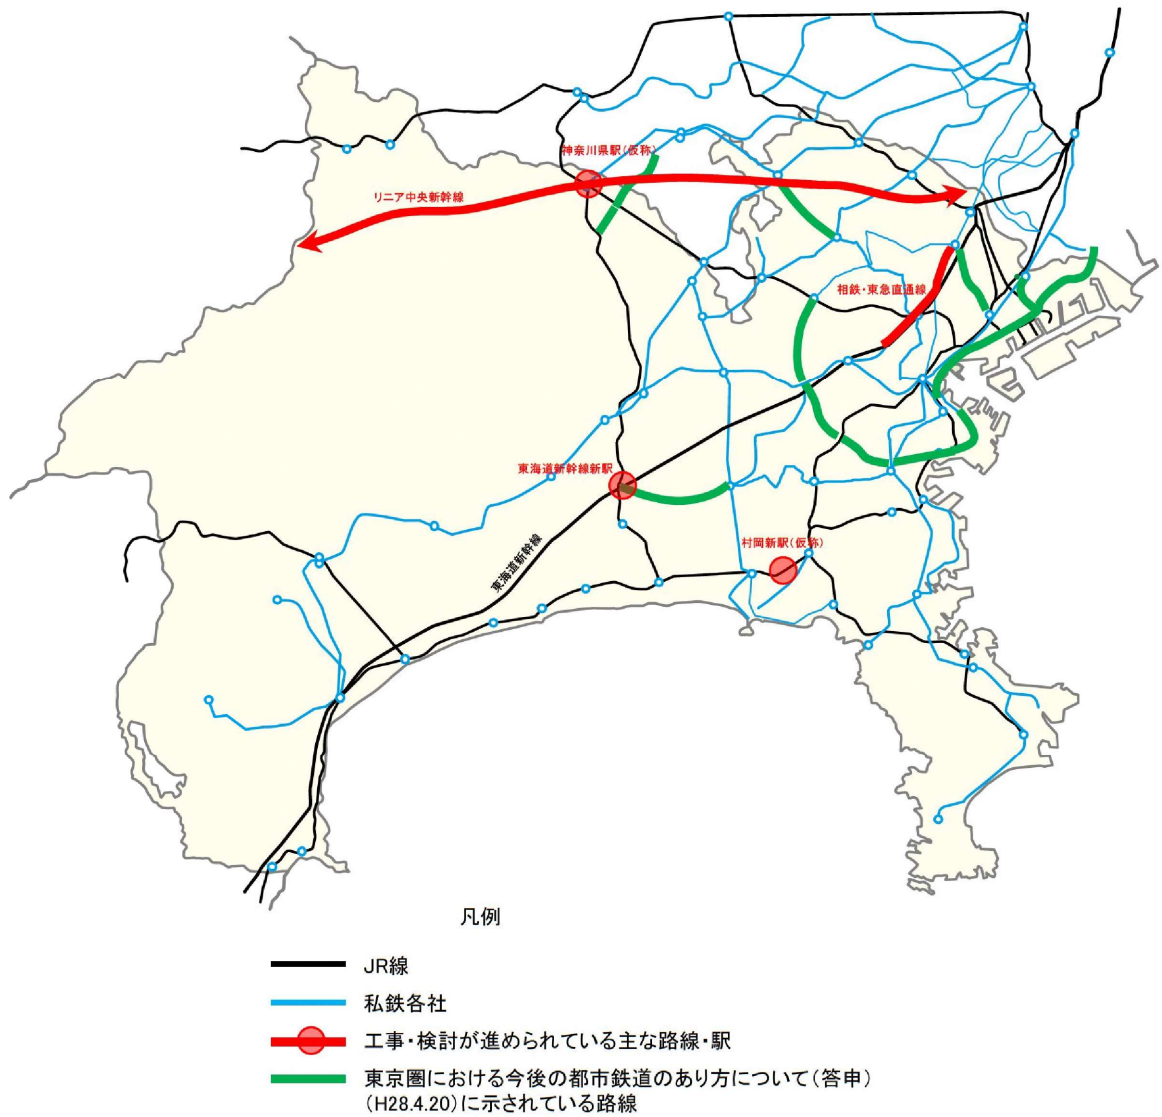 神奈川県駅(仮称)
リニア中央新幹線
相鉄・東急直通線
東海道新幹線新駅
東海道新幹線
村岡新駅(仮称)
凡例
JR線
私鉄各社
工事・検討が進められている主な路線・駅
東京圏における今後の都市鉄道のあり方について(答申)
(H28.4.20)に示されている路線